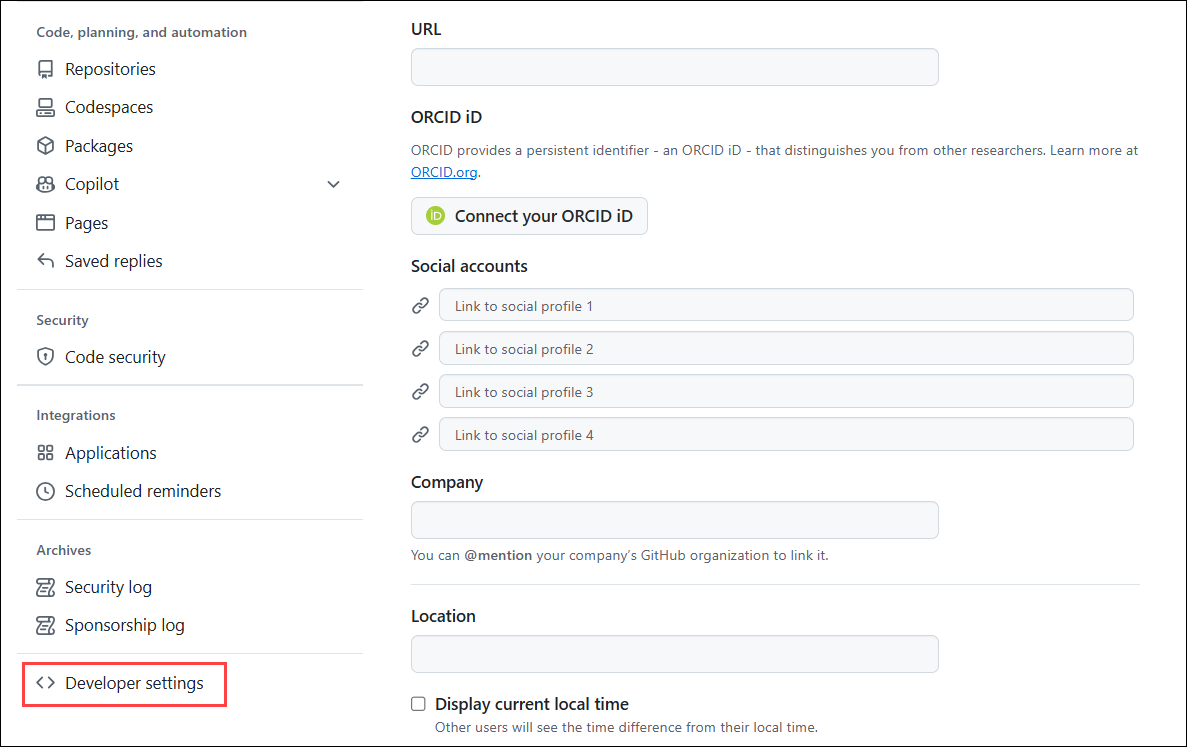 Code, planning, and automation
Repositories
Codespaces
Packages
Copilot
Pages
Saved replies
Security
Code security
Integrations
Applications
Scheduled reminders
Archives
Security log
Sponsorship log
Developer settings
URL
ORCID iD
ORCID provides a persistent identifier - an ORCID iD - that distinguishes you from other researchers. Learn more at
ORCID.org.
iD Connect your ORCID iD
Social accounts
Link to social profile 1
Link to social profile 2
Link to social profile 3
Link to social profile 4
Company
You can @mention your company's GitHub organization to link it.
Location
Display current local time
Other users will see the time difference from their local time.